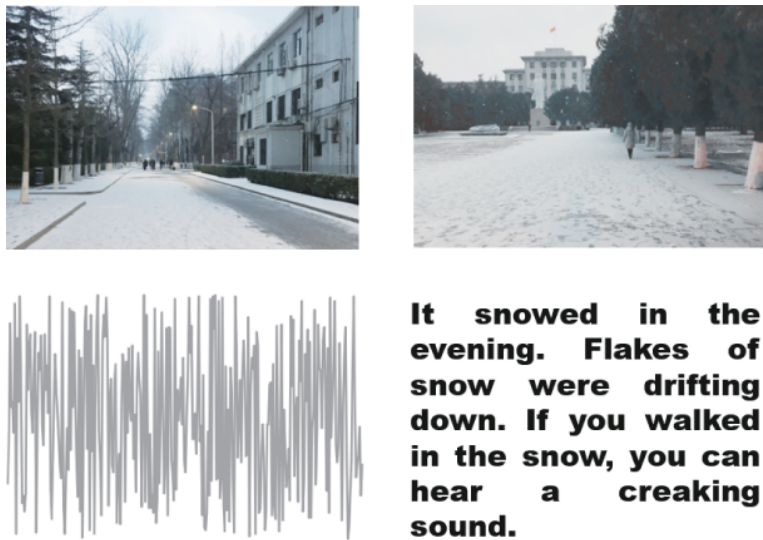 It snowed in the
evening. Flakes of
snow were drifting
down. If you walked
in the snow, you can
hear a creaking
sound.